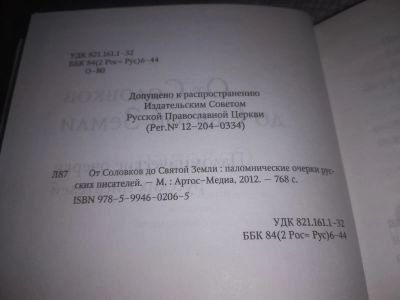 УДК 821.161.1-32
ББК 84(2 Рос= Рус)6-44
О-80
Допущено к распространению
Издательским Советом
Русской Православной Церкви
(Рег.№ 12-204-0334)
Л87 От Соловков до Святой Земли : паломнические очерки рус-
ских писателей. – М. : Артос-Медиа, 2012. – 768 с.
ISBN 978-5-9946-0206-5
УДК 821.161.1-32
ББК 84(2 Рос= Рус)6-44